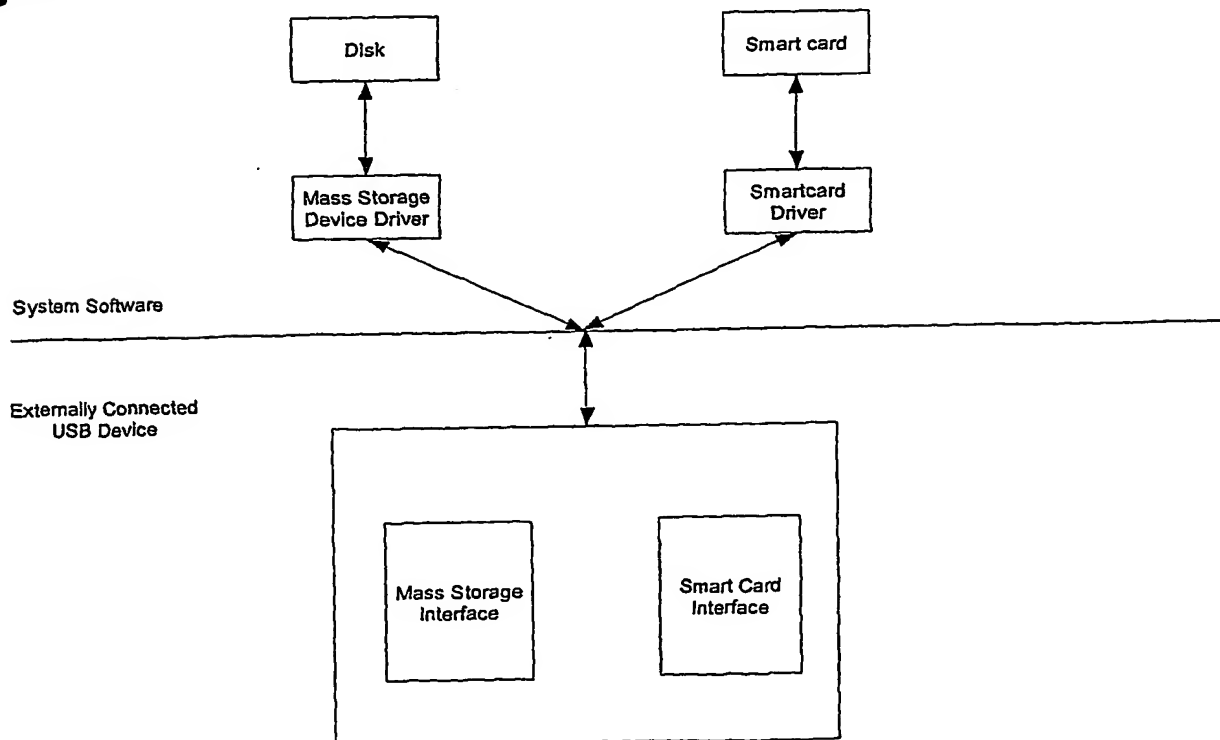 Disk
Smart card
Mass Storage
Device Driver
Smartcard
Driver
System Software
Externally Connected
USB Device
Mass Storage
Interface
Smart Card
Interface